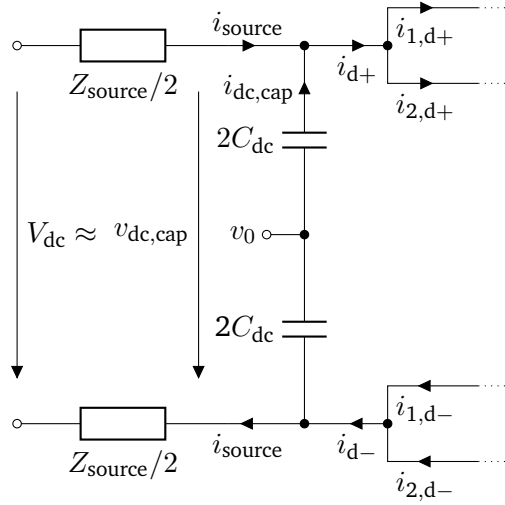 i_source
i_1,d+
Z_source/2
i_d+
i_dc,cap
i_2,d+
2C_dc
V_dc ≈ v_dc,cap
v_0
2C_dc
i_1,d−
i_source
i_d−
Z_source/2
i_2,d−